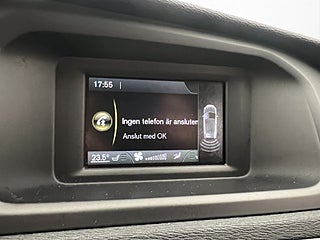 17:55
Ingen telefon är ansluten
Anslut med OK
23.5°